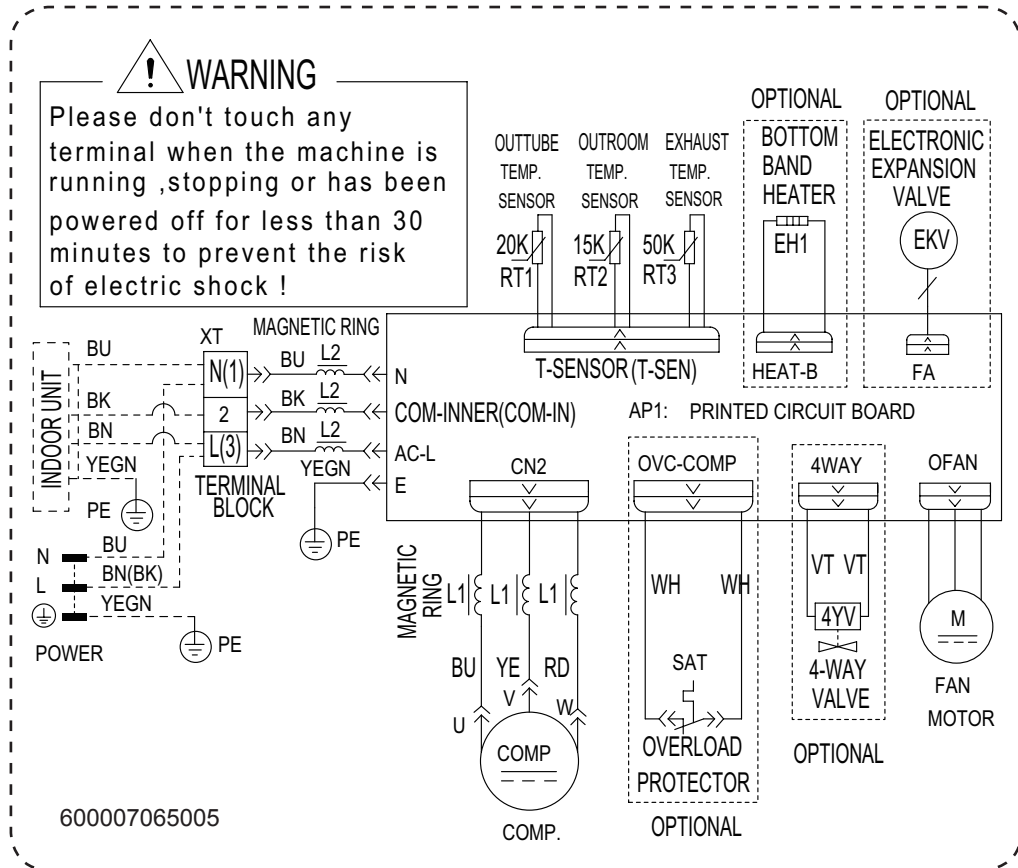 ! WARNING
Please don't touch any
terminal when the machine is
running ,stopping or has been
powered off for less than 30
minutes to prevent the risk
of electric shock !
OUTTUBE
TEMP.
SENSOR
20K
RT1
OUTROOM
TEMP.
SENSOR
15K
RT2
EXHAUST
TEMP.
SENSOR
50K
RT3
T-SENSOR (T-SEN)
OPTIONAL
BOTTOM
BAND
HEATER
EH1
HEAT-B
OPTIONAL
ELECTRONIC
EXPANSION
VALVE
EKV
FA
INDOOR UNIT
BU
BK
BN
YEGN
PE
XT
N(1)
2
L(3)
TERMINAL
BLOCK
MAGNETIC RING
BU L2
BK L2
BN L2
YEGN
PE
N
COM-INNER(COM-IN)
AC-L
E
AP1: PRINTED CIRCUIT BOARD
N
L
BU
BN(BK)
YEGN
PE
POWER
CN2
MAGNETIC
RING
L1 L1 L1
BU YE RD
U V W
COMP
COMP.
OVC-COMP
WH WH
SAT
OVERLOAD
PROTECTOR
OPTIONAL
4WAY
VT VT
4YV
4-WAY
VALVE
OPTIONAL
OFAN
M
FAN
MOTOR
600007065005